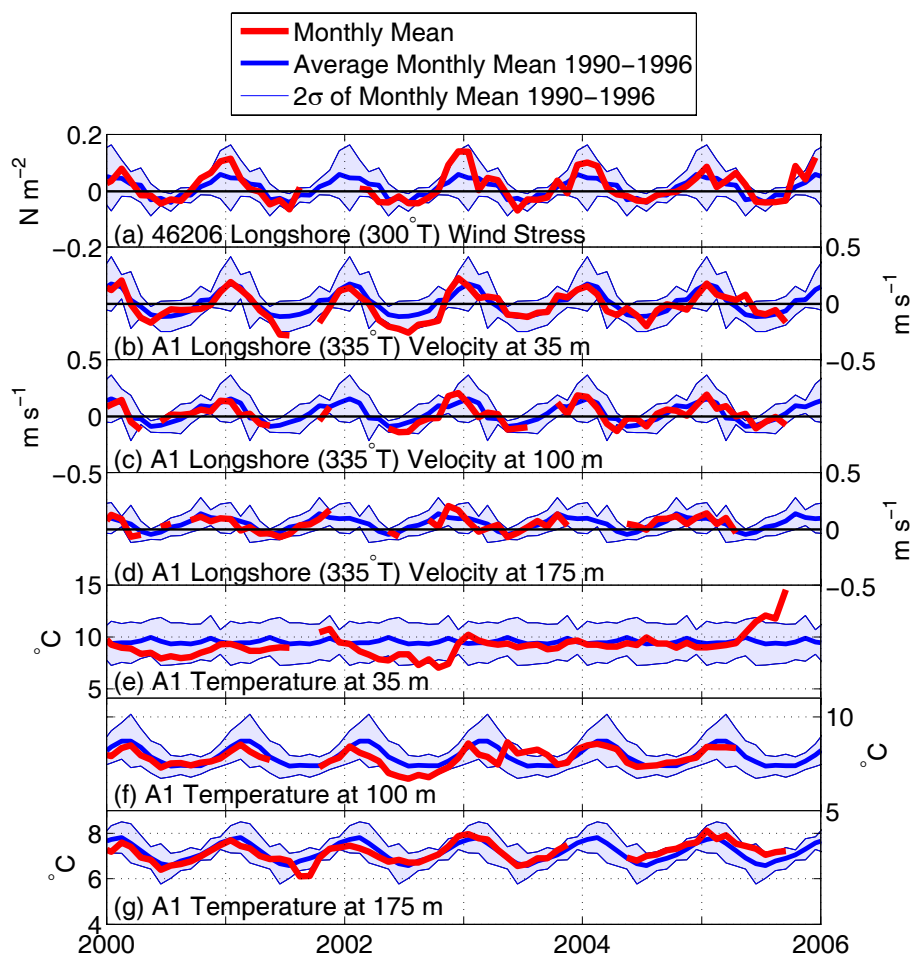 Monthly Mean
Average Monthly Mean 1990−1996
2σ of Monthly Mean 1990−1996
0.2
0
−0.2
N m−2
(a) 46206 Longshore (300°T) Wind Stress
0.5
0
−0.5
m s−1
(b) A1 Longshore (335°T) Velocity at 35 m
0.5
0
−0.5
m s−1
(c) A1 Longshore (335°T) Velocity at 100 m
0.5
0
−0.5
m s−1
(d) A1 Longshore (335°T) Velocity at 175 m
15
10
5
°C
(e) A1 Temperature at 35 m
10
5
°C
(f) A1 Temperature at 100 m
8
6
4
°C
(g) A1 Temperature at 175 m
2000 2002 2004 2006